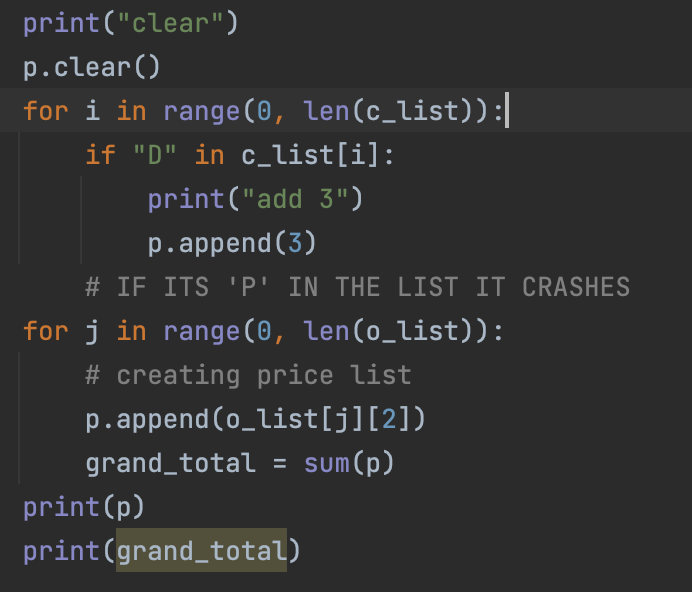 print("clear")
p.clear()
for i in range(0, len(c_list)):
    if "D" in c_list[i]:
        print("add 3")
        p.append(3)
    # IF ITS 'P' IN THE LIST IT CRASHES
for j in range(0, len(o_list)):
    # creating price list
    p.append(o_list[j][2])
    grand_total = sum(p)
print(p)
print(grand_total)